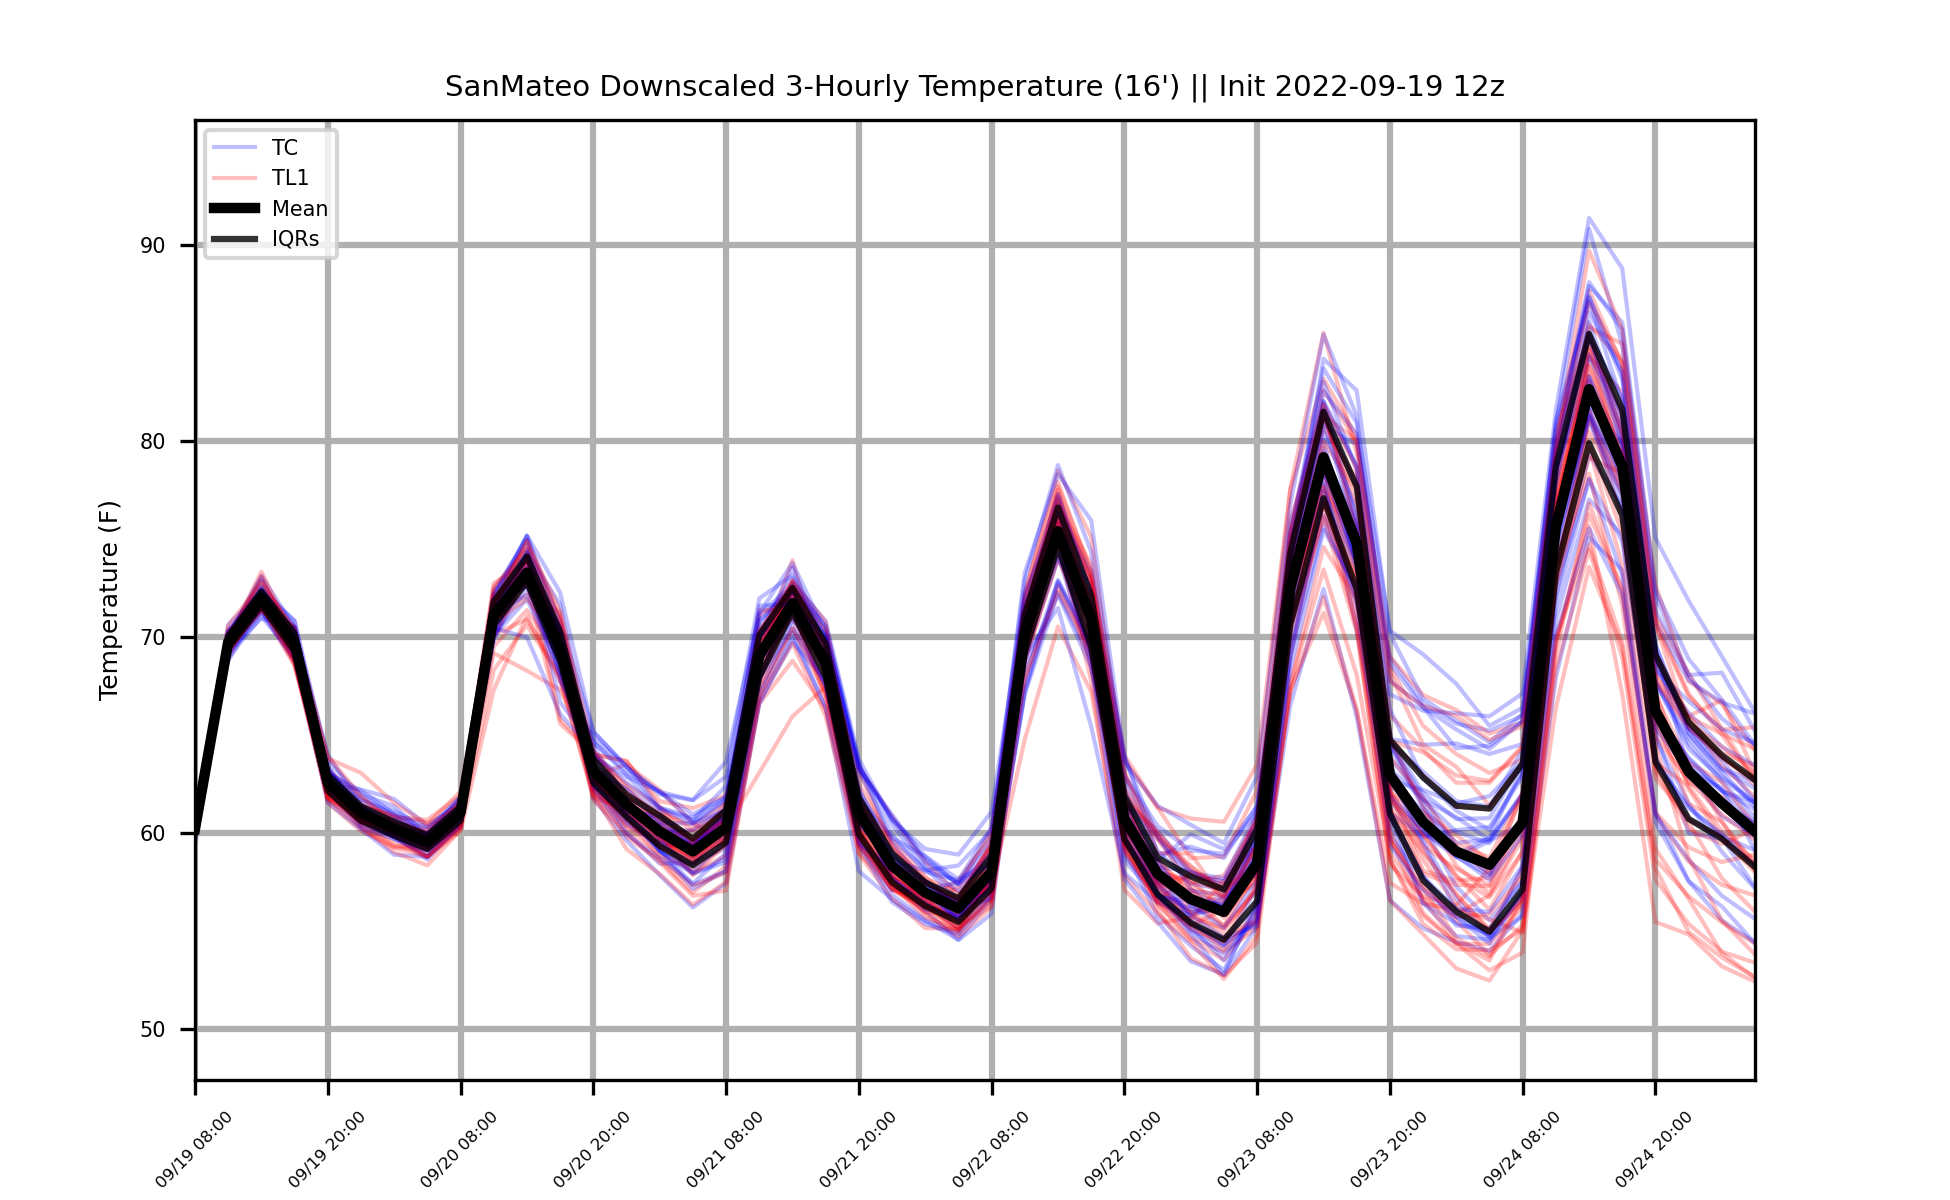 SanMateo Downscaled 3-Hourly Temperature (16') || Init 2022-09-19 12z
TC
TL1
Mean
IQRs
Temperature (F)
90
80
70
60
50
09/19 08:00
09/19 20:00
09/20 08:00
09/20 20:00
09/21 08:00
09/21 20:00
09/22 08:00
09/22 20:00
09/23 08:00
09/23 20:00
09/24 08:00
09/24 20:00